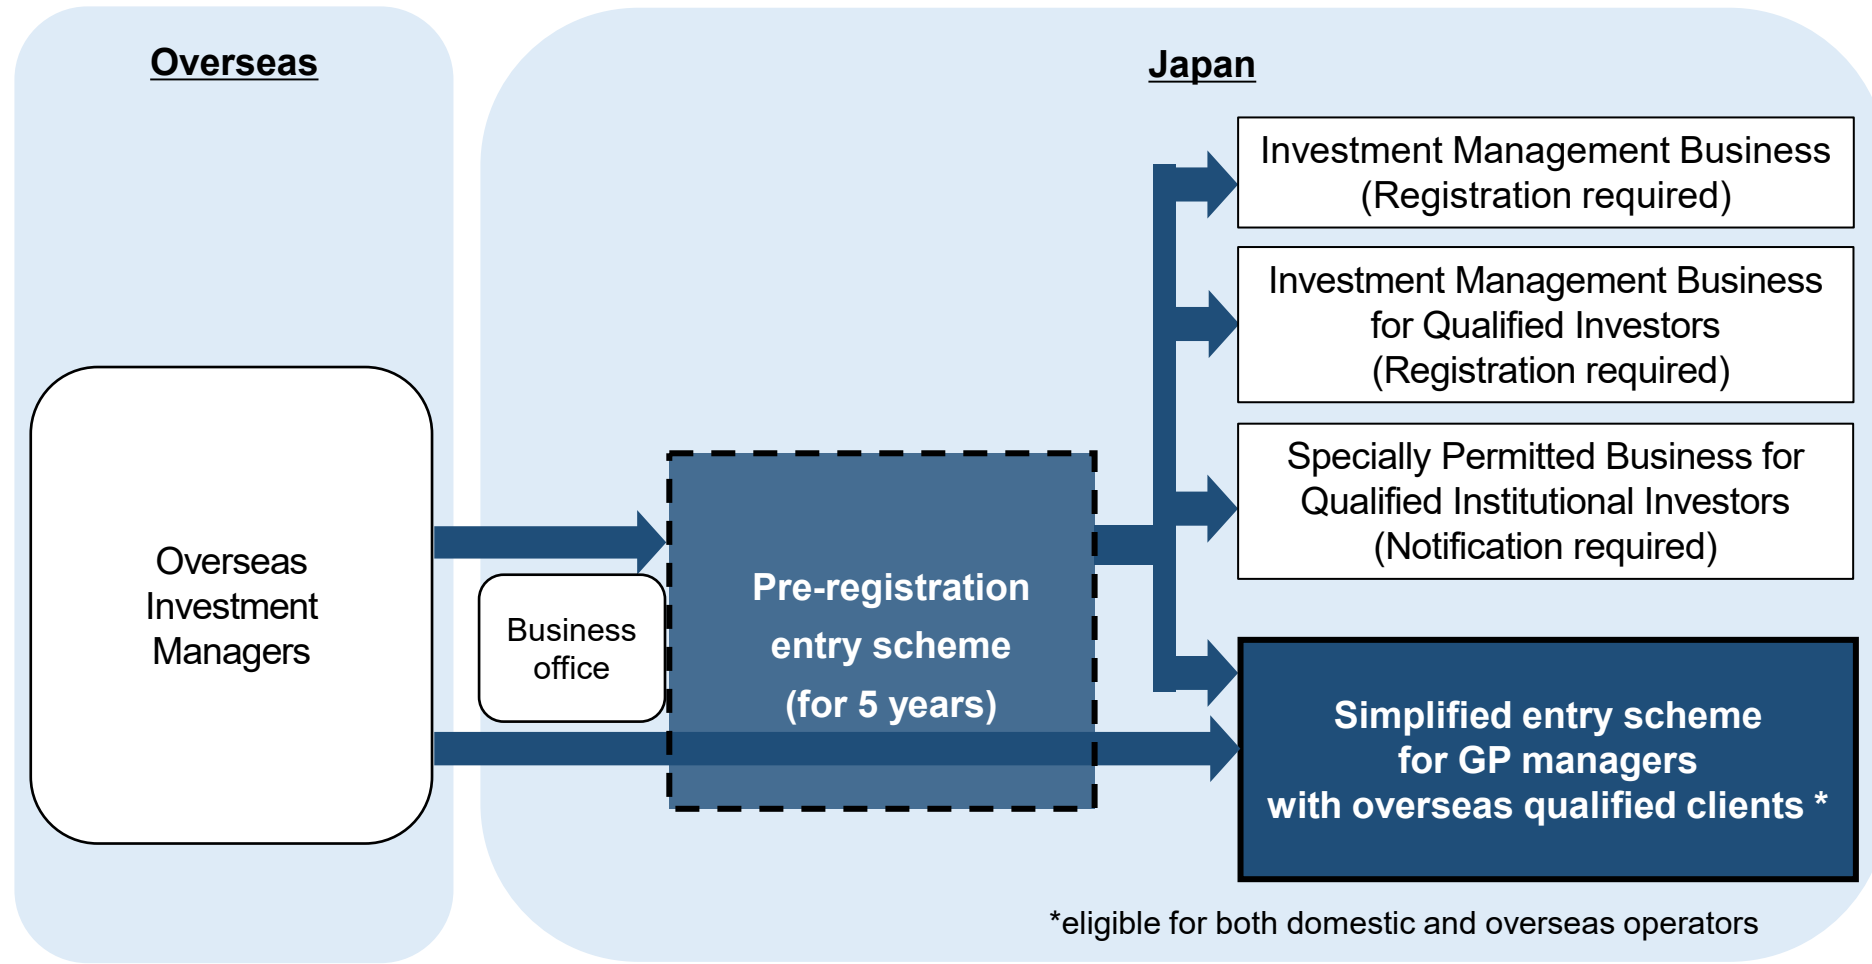 Overseas
Japan
Investment Management Business
(Registration required)
Investment Management Business
for Qualified Investors
(Registration required)
Specially Permitted Business for
Qualified Institutional Investors
(Notification required)
Overseas
Investment
Managers
Business
office
Pre-registration
entry scheme
(for 5 years)
Simplified entry scheme
for GP managers
with overseas qualified clients *
*eligible for both domestic and overseas operators